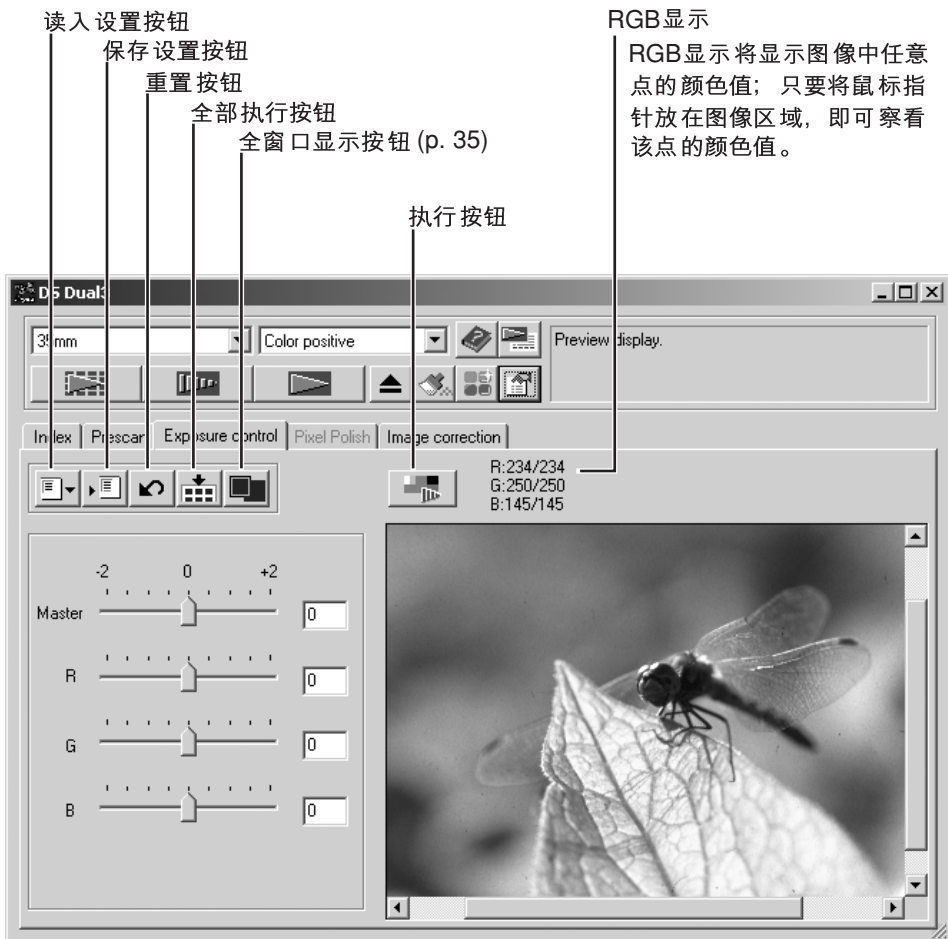 读入设置按钮
保存设置按钮
重置按钮
全部执行按钮
全窗口显示按钮 (p. 35)
执行按钮
RGB显示
RGB显示将显示图像中任意
点的颜色值；只要将鼠标指
针放在图像区域，即可察看
该点的颜色值。
DS Dual3
35mm
Color positive
Preview display.
Index
Prescan
Exposure control
Pixel Polish
Image correction
R:234/234
G:250/250
B:145/145
-2 0 +2
Master 0
R 0
G 0
B 0